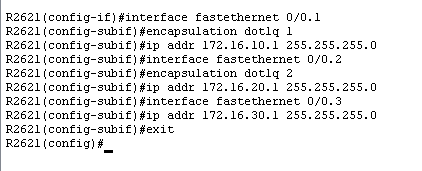 R2621(config-if)#interface fastethernet 0/0.1
R2621(config-subif)#encapsulation dot1q 1
R2621(config-subif)#ip addr 172.16.10.1 255.255.255.0
R2621(config-subif)#interface fastethernet 0/0.2
R2621(config-subif)#encapsulation dot1q 2
R2621(config-subif)#ip addr 172.16.20.1 255.255.255.0
R2621(config-subif)#interface fastethernet 0/0.3
R2621(config-subif)#ip addr 172.16.30.1 255.255.255.0
R2621(config-subif)#exit
R2621(config)#